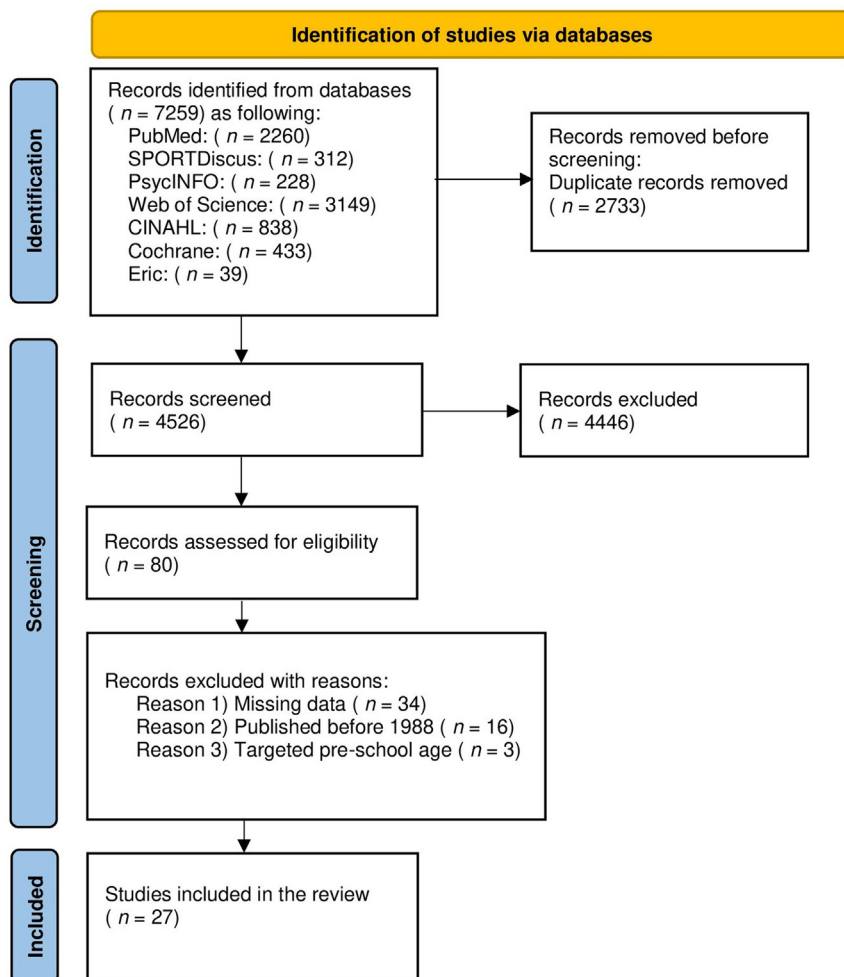 Identification of studies via databases
Identification
Records identified from databases
( n = 7259) as following:
PubMed: ( n = 2260)
SPORTDiscus: ( n = 312)
PsycINFO: ( n = 228)
Web of Science: ( n = 3149)
CINAHL: ( n = 838)
Cochrane: ( n = 433)
Eric: ( n = 39)
Records removed before
screening:
Duplicate records removed
( n = 2733)
Screening
Records screened
( n = 4526)
Records excluded
( n = 4446)
Records assessed for eligibility
( n = 80)
Records excluded with reasons:
Reason 1) Missing data ( n = 34)
Reason 2) Published before 1988 ( n = 16)
Reason 3) Targeted pre-school age ( n = 3)
Included
Studies included in the review
( n = 27)